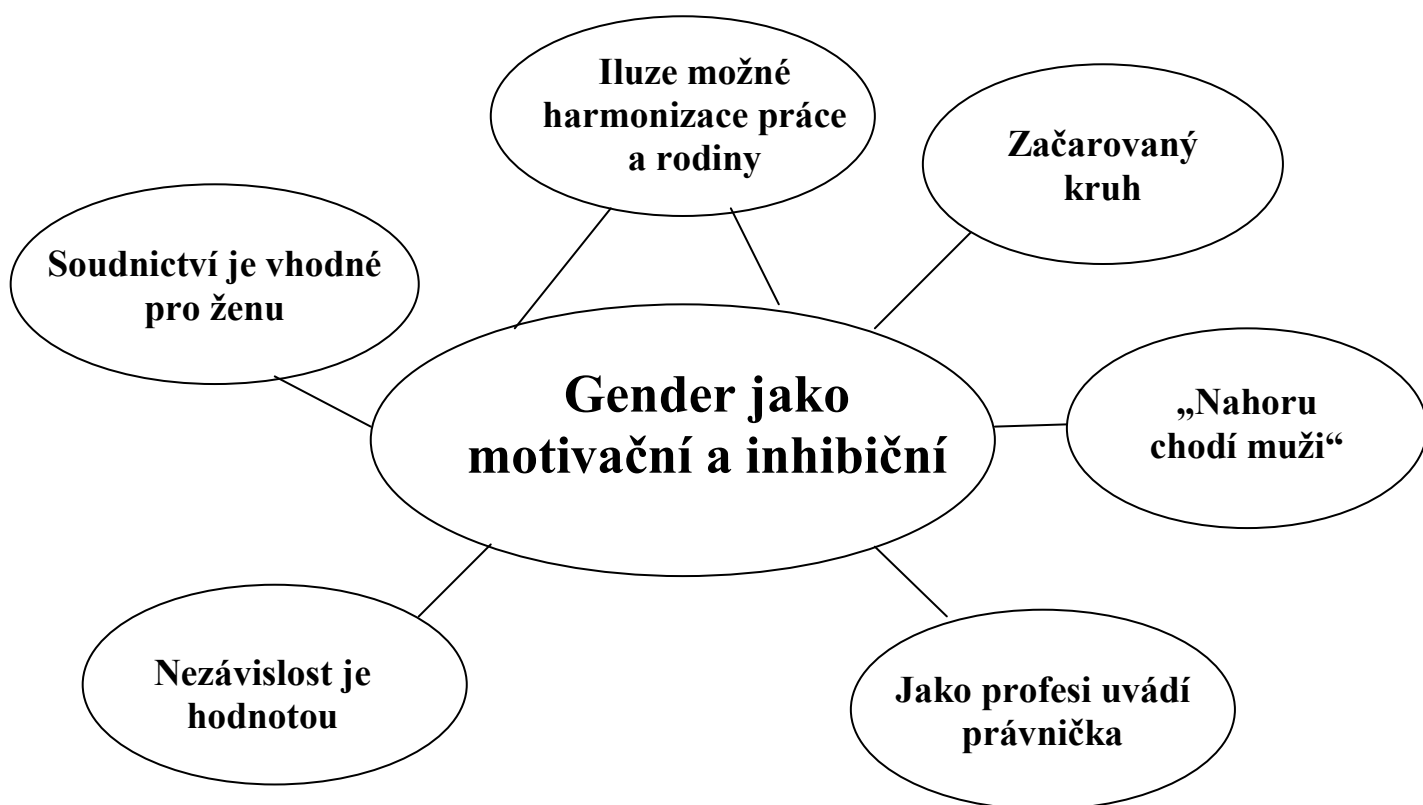 Iluze možné
harmonizace práce
a rodiny
Začarovaný
kruh
Soudnictví je vhodné
pro ženu
Gender jako
motivační a inhibiční
„Nahoru
chodí muži“
Nezávislost je
hodnotou
Jako profesi uvádí
právnička